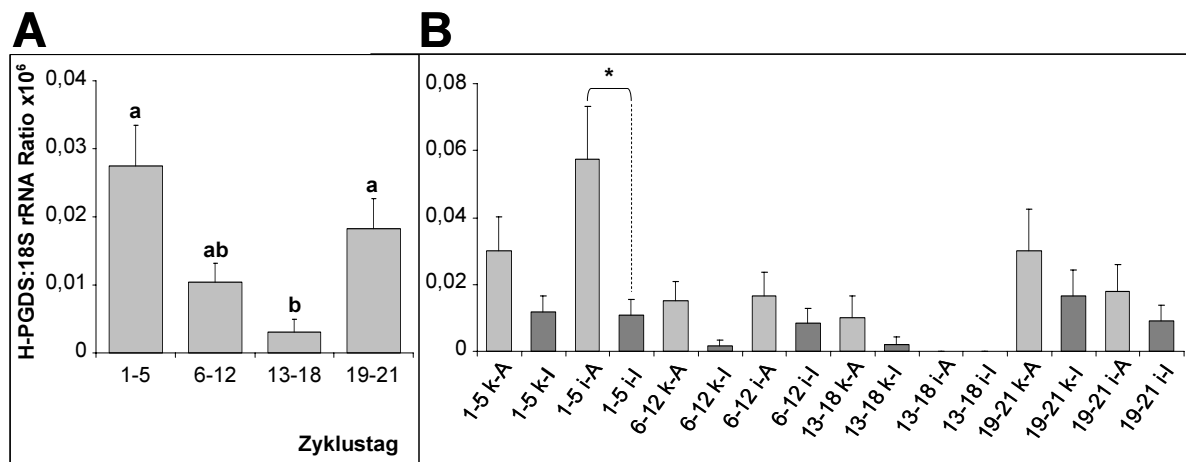 A
H-PGDS:18S rRNA Ratio x10⁶
0,04
0,03
0,02
0,01
0
a
ab
b
a
1-5 6-12 13-18 19-21
Zyklustag
B
0,08
0,06
0,04
0,02
0
*
1-5 k-A
1-5 k-I
1-5 i-A
1-5 i-I
6-12 k-A
6-12 k-I
6-12 i-A
6-12 i-I
13-18 k-A
13-18 k-I
13-18 i-A
13-18 i-I
19-21 k-A
19-21 k-I
19-21 i-A
19-21 i-I